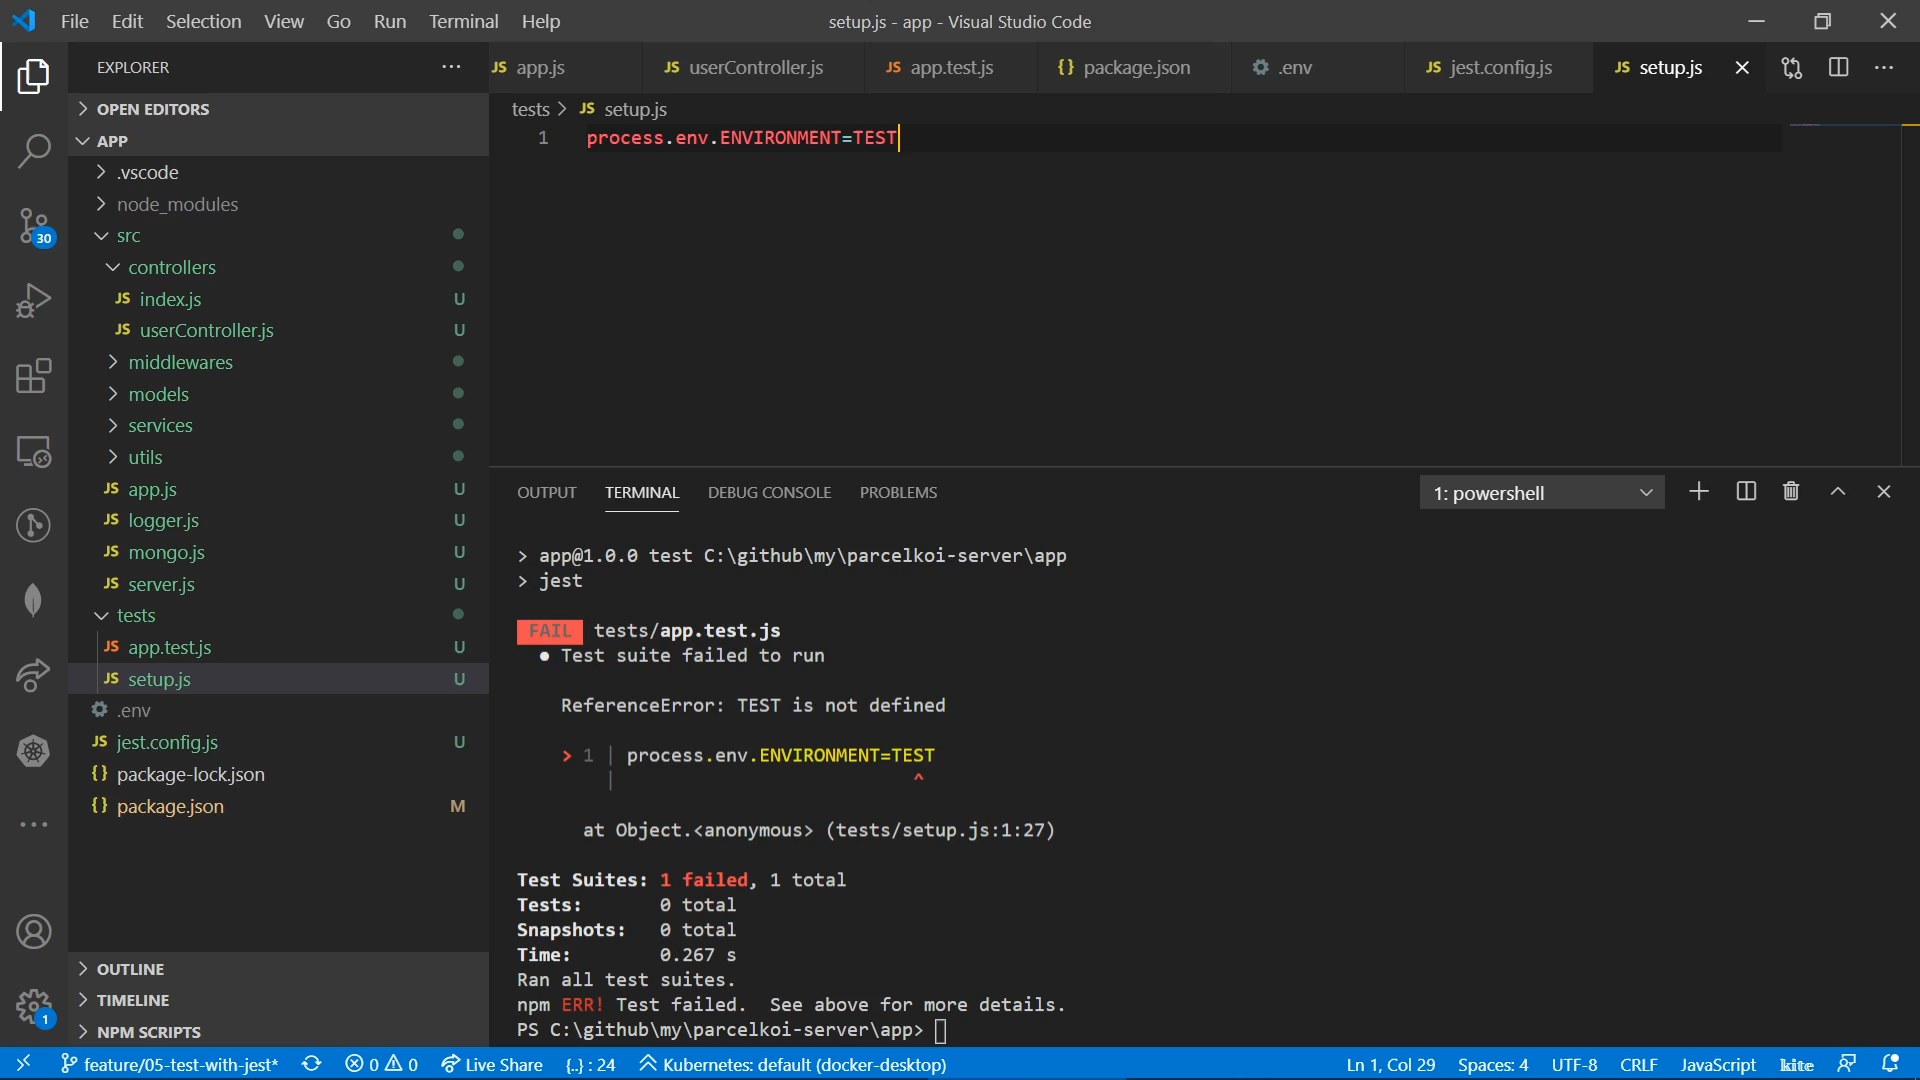 File Edit Selection View Go Run Terminal Help
setup.js - app - Visual Studio Code
EXPLORER
JS app.js
JS userController.js
JS app.test.js
{} package.json
.env
JS jest.config.js
JS setup.js
OPEN EDITORS
APP
.vscode
node_modules
src
controllers
JS index.js U
JS userController.js U
middlewares
models
services
utils
JS app.js U
JS logger.js U
JS mongo.js U
JS server.js U
tests
JS app.test.js U
JS setup.js U
.env
JS jest.config.js U
{} package-lock.json
{} package.json M
OUTLINE
TIMELINE
NPM SCRIPTS
30
1
tests > JS setup.js
1 process.env.ENVIRONMENT=TEST
OUTPUT TERMINAL DEBUG CONSOLE PROBLEMS
1: powershell
> app@1.0.0 test C:\github\my\parcelkoi-server\app
> jest
FAIL tests/app.test.js
● Test suite failed to run
ReferenceError: TEST is not defined
> 1 | process.env.ENVIRONMENT=TEST
| ^
at Object.<anonymous> (tests/setup.js:1:27)
Test Suites: 1 failed, 1 total
Tests: 0 total
Snapshots: 0 total
Time: 0.267 s
Ran all test suites.
npm ERR! Test failed. See above for more details.
PS C:\github\my\parcelkoi-server\app>
feature/05-test-with-jest* 0 0 Live Share {..} : 24 Kubernetes: default (docker-desktop) Ln 1, Col 29 Spaces: 4 UTF-8 CRLF JavaScript kite